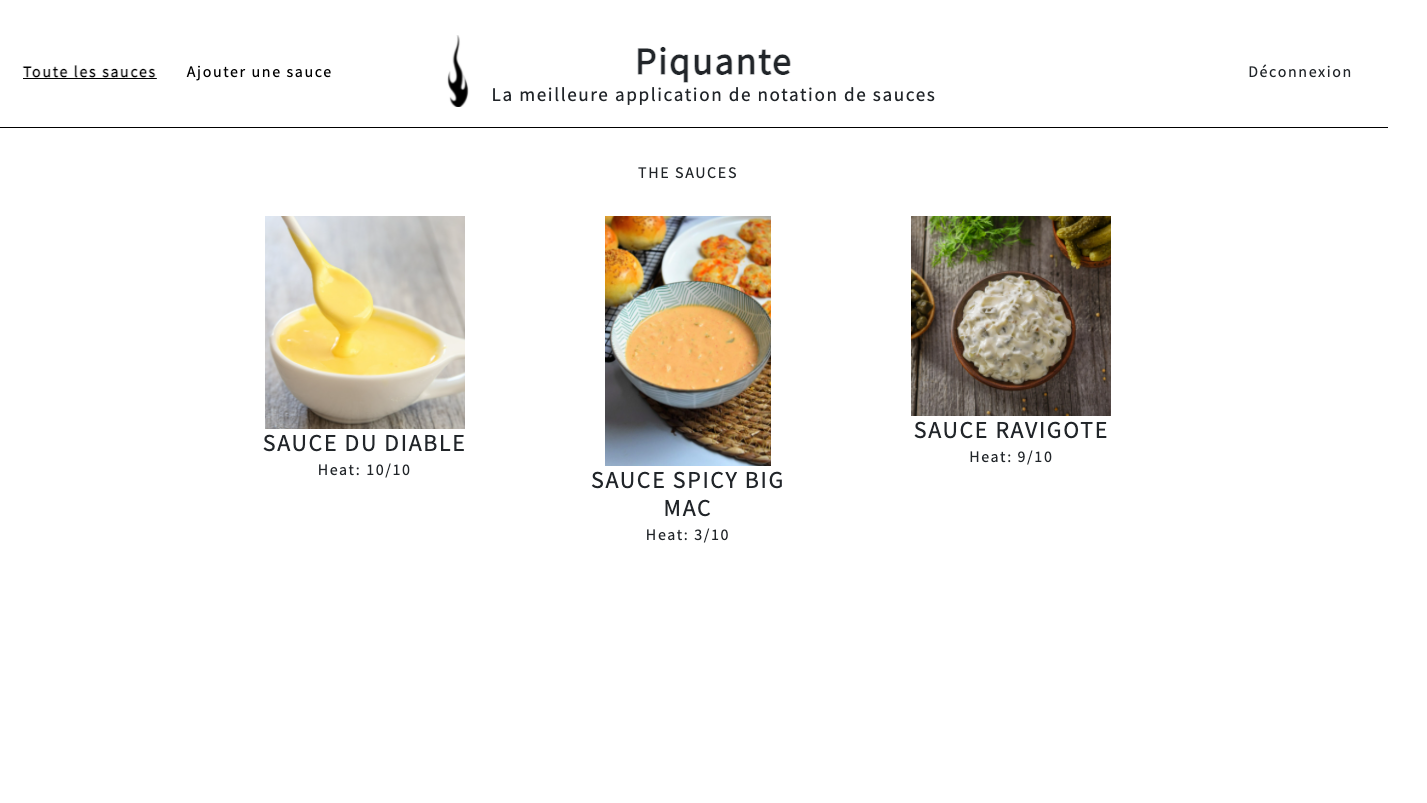 Toute les sauces
Ajouter une sauce
Piquante
La meilleure application de notation de sauces
Déconnexion
THE SAUCES
SAUCE DU DIABLE
Heat: 10/10
SAUCE SPICY BIG
MAC
Heat: 3/10
SAUCE RAVIGOTE
Heat: 9/10